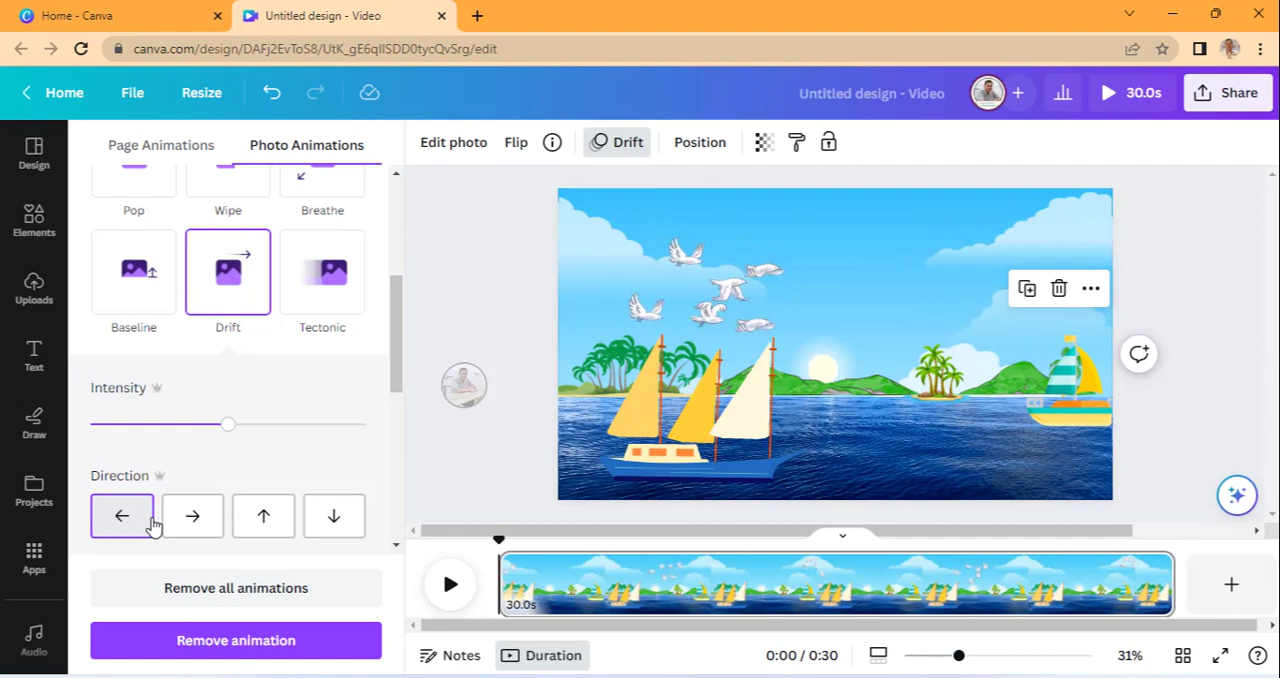 Home - Canva
Untitled design - Video
canva.com/design/DAFj2EvToS8/UtK_gE6qIlSDD0tycQvSrg/edit
Home
File
Resize
Untitled design - Video
30.0s
Share
Design
Elements
Uploads
Text
Draw
Projects
Apps
Audio
Page Animations
Photo Animations
Pop
Wipe
Breathe
Baseline
Drift
Tectonic
Intensity
Direction
Remove all animations
Remove animation
Edit photo
Flip
Drift
Position
30.0s
Notes
Duration
0:00 / 0:30
31%